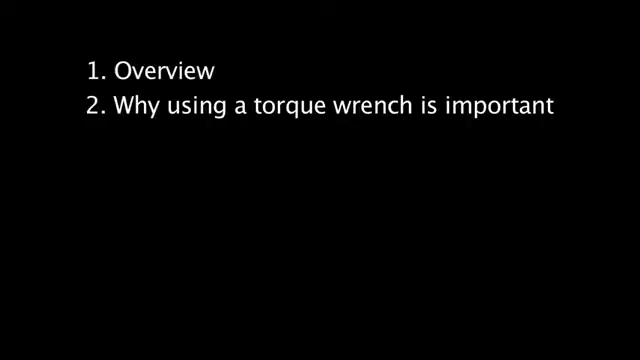 1. Overview
2. Why using a torque wrench is important